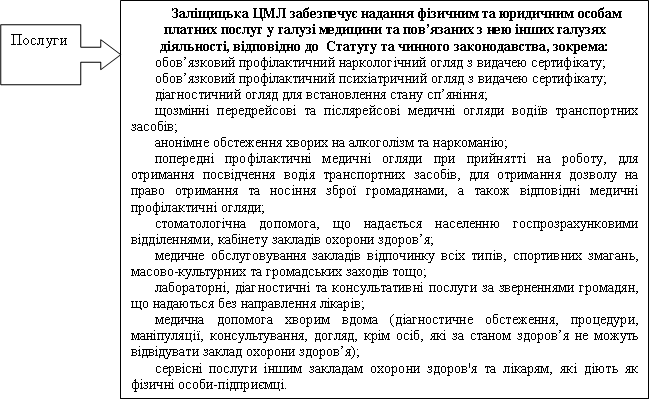 Послуги
Заліщицька ЦМЛ забезпечує надання фізичним та юридичним особам
платних послуг у галузі медицини та пов’язаних з нею інших галузях
діяльності, відповідно до Статуту та чинного законодавства, зокрема:
обов’язковий профілактичний наркологічний огляд з видачею сертифікату;
обов’язковий профілактичний психіатричний огляд з видачею сертифікату;
діагностичний огляд для встановлення стану сп’яніння;
щозмінні передрейсові та післярейсові медичні огляди водіїв транспортних
засобів;
анонімне обстеження хворих на алкоголізм та наркоманію;
попередні профілактичні медичні огляди при прийнятті на роботу, для
отримання посвідчення водія транспортних засобів, для отримання дозволу на
право отримання та носіння зброї громадянами, а також відповідні медичні
профілактичні огляди;
стоматологічна допомога, що надається населенню госпрозрахунковими
відділеннями, кабінету закладів охорони здоров’я;
медичне обслуговування закладів відпочинку всіх типів, спортивних змагань,
масово-культурних та громадських заходів тощо;
лабораторні, діагностичні та консультативні послуги за зверненнями громадян,
що надаються без направлення лікарів;
медична допомога хворим вдома (діагностичне обстеження, процедури,
маніпуляції, консультування, догляд, крім осіб, які за станом здоров’я не можуть
відвідувати заклад охорони здоров’я);
сервісні послуги іншим закладам охорони здоров'я та лікарям, які діють як
фізичні особи-підприємці.